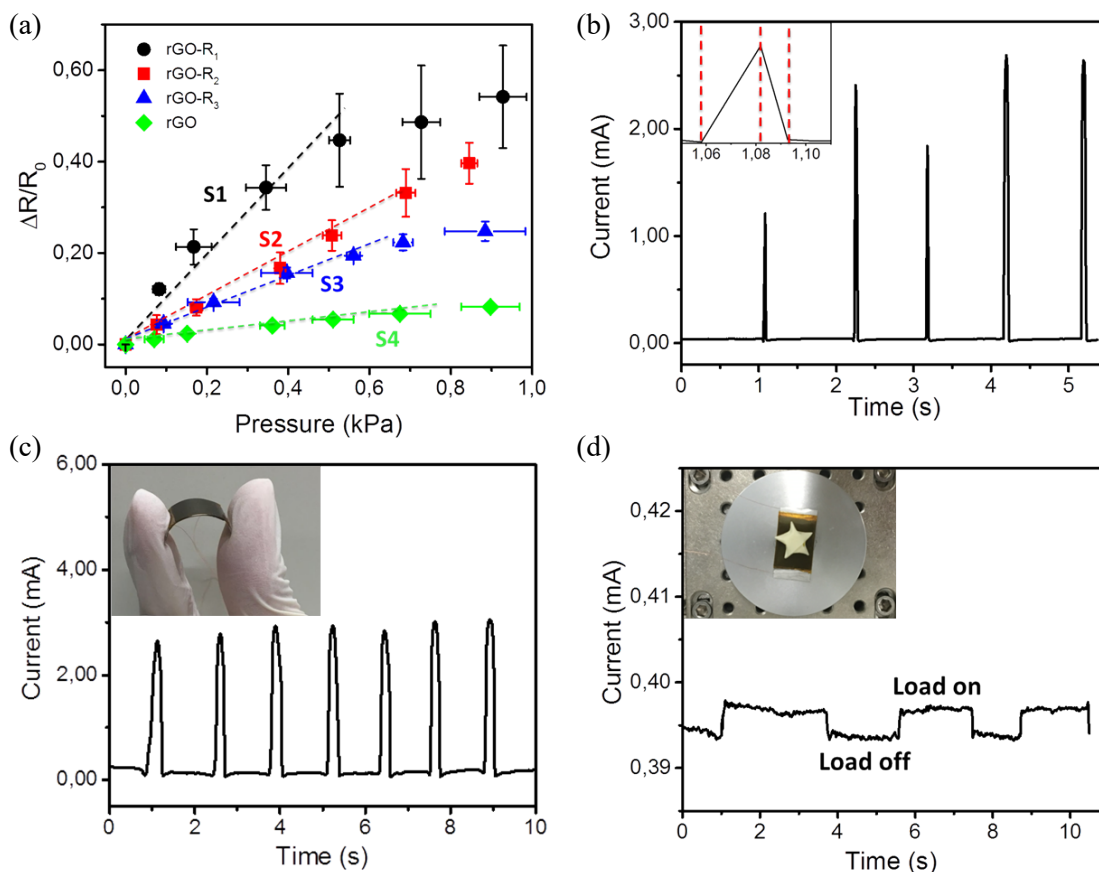 (a)
rGO-R₁
rGO-R₂
rGO-R₃
rGO
0,60
0,40
0,20
0,00
ΔR/R₀
S1
S2
S3
S4
0,0 0,2 0,4 0,6 0,8 1,0
Pressure (kPa)
(b)
3,00
2,00
1,00
0,00
Current (mA)
1,06 1,08 1,10
0 1 2 3 4 5
Time (s)
(c)
6,00
4,00
2,00
0,00
Current (mA)
0 2 4 6 8 10
Time (s)
(d)
0,42
0,41
0,40
0,39
Current (mA)
Load on
Load off
0 2 4 6 8 10
Time (s)